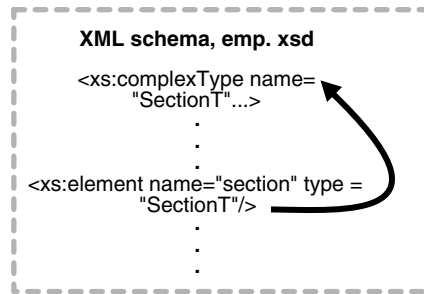 XML schema, emp. xsd
<xs:complexType name=
"SectionT"...>
.
.
.
<xs:element name="section" type =
"SectionT"/>
.
.
.